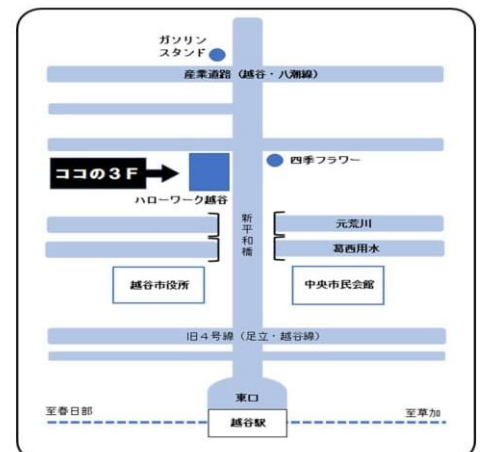 ガソリン
スタンド
産業道路（越谷・八潮線）
ココの３Ｆ
四季フラワー
ハローワーク越谷
新平和橋
元荒川
葛西用水
越谷市役所
中央市民会館
旧４号線（足立・越谷線）
東口
至春日部
越谷駅
至草加